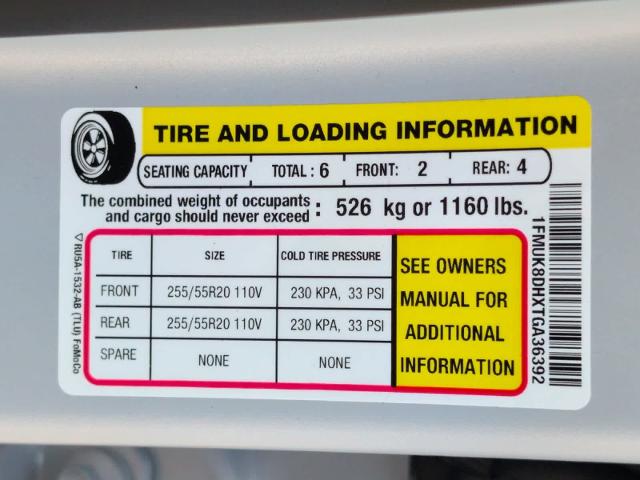 TIRE AND LOADING INFORMATION
SEATING CAPACITY TOTAL : 6 FRONT: 2 REAR: 4
The combined weight of occupants
and cargo should never exceed : 526 kg or 1160 lbs.
TIRE SIZE COLD TIRE PRESSURE
FRONT 255/55R20 110V 230 KPA, 33 PSI
REAR 255/55R20 110V 230 KPA, 33 PSI
SPARE NONE NONE
SEE OWNERS
MANUAL FOR
ADDITIONAL
INFORMATION
1FMUK8DHXTGA36392
▽ RU5A-1532-AB (TLU) FoMoCo